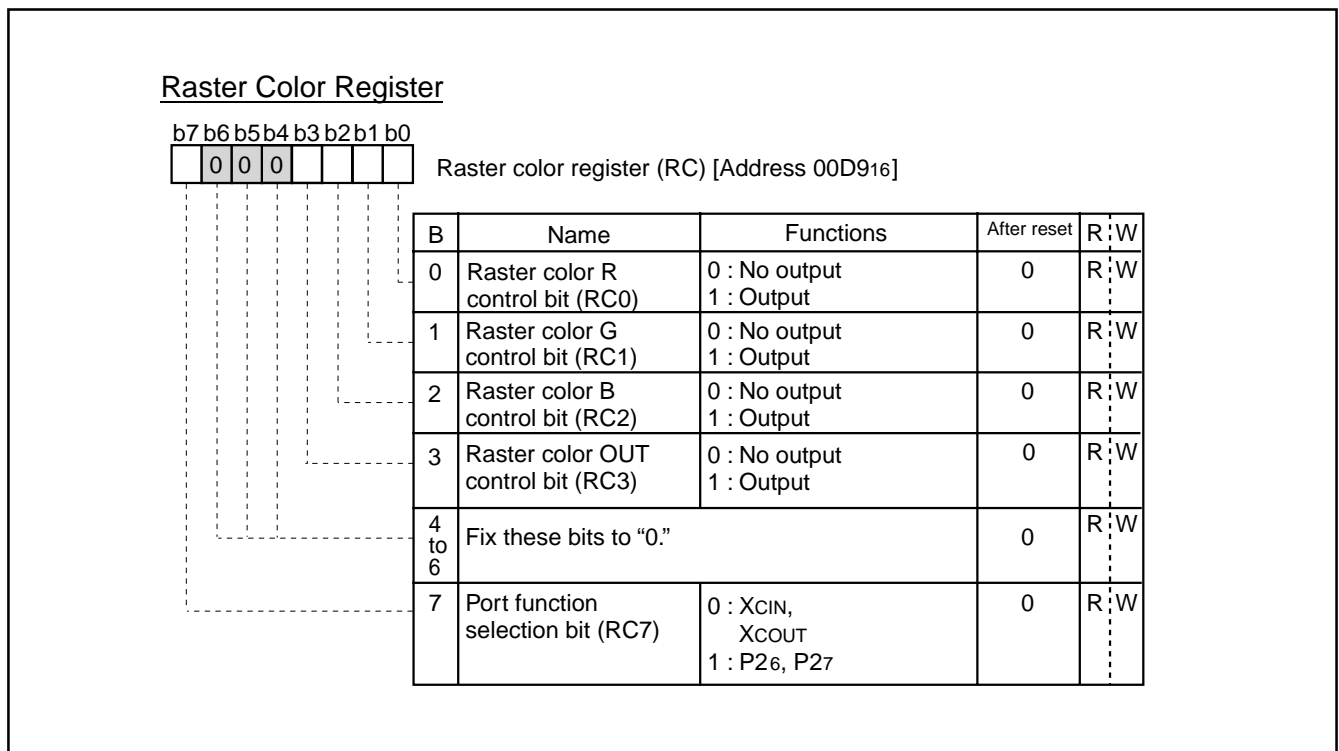 Raster Color Register
b7 b6 b5 b4 b3 b2 b1 b0
0 0 0
Raster color register (RC) [Address 00D916]
B Name Functions After reset R W
0 Raster color R control bit (RC0) 0 : No output 0 R W
1 : Output
1 Raster color G control bit (RC1) 0 : No output 0 R W
1 : Output
2 Raster color B control bit (RC2) 0 : No output 0 R W
1 : Output
3 Raster color OUT control bit (RC3) 0 : No output 0 R W
1 : Output
4 to 6 Fix these bits to “0.” 0 R W
7 Port function selection bit (RC7) 0 : XCIN, XCOUT 0 R W
1 : P26, P27